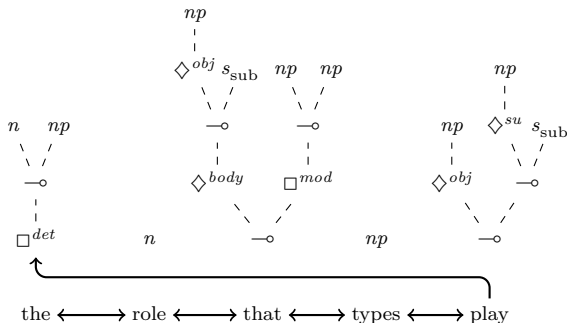 np
◇obj s_sub np np np
n np ⊸ ⊸ np ◇su s_sub
⊸ ◇body □mod ◇obj ⊸
□det n ⊸ np ⊸
the role that types play